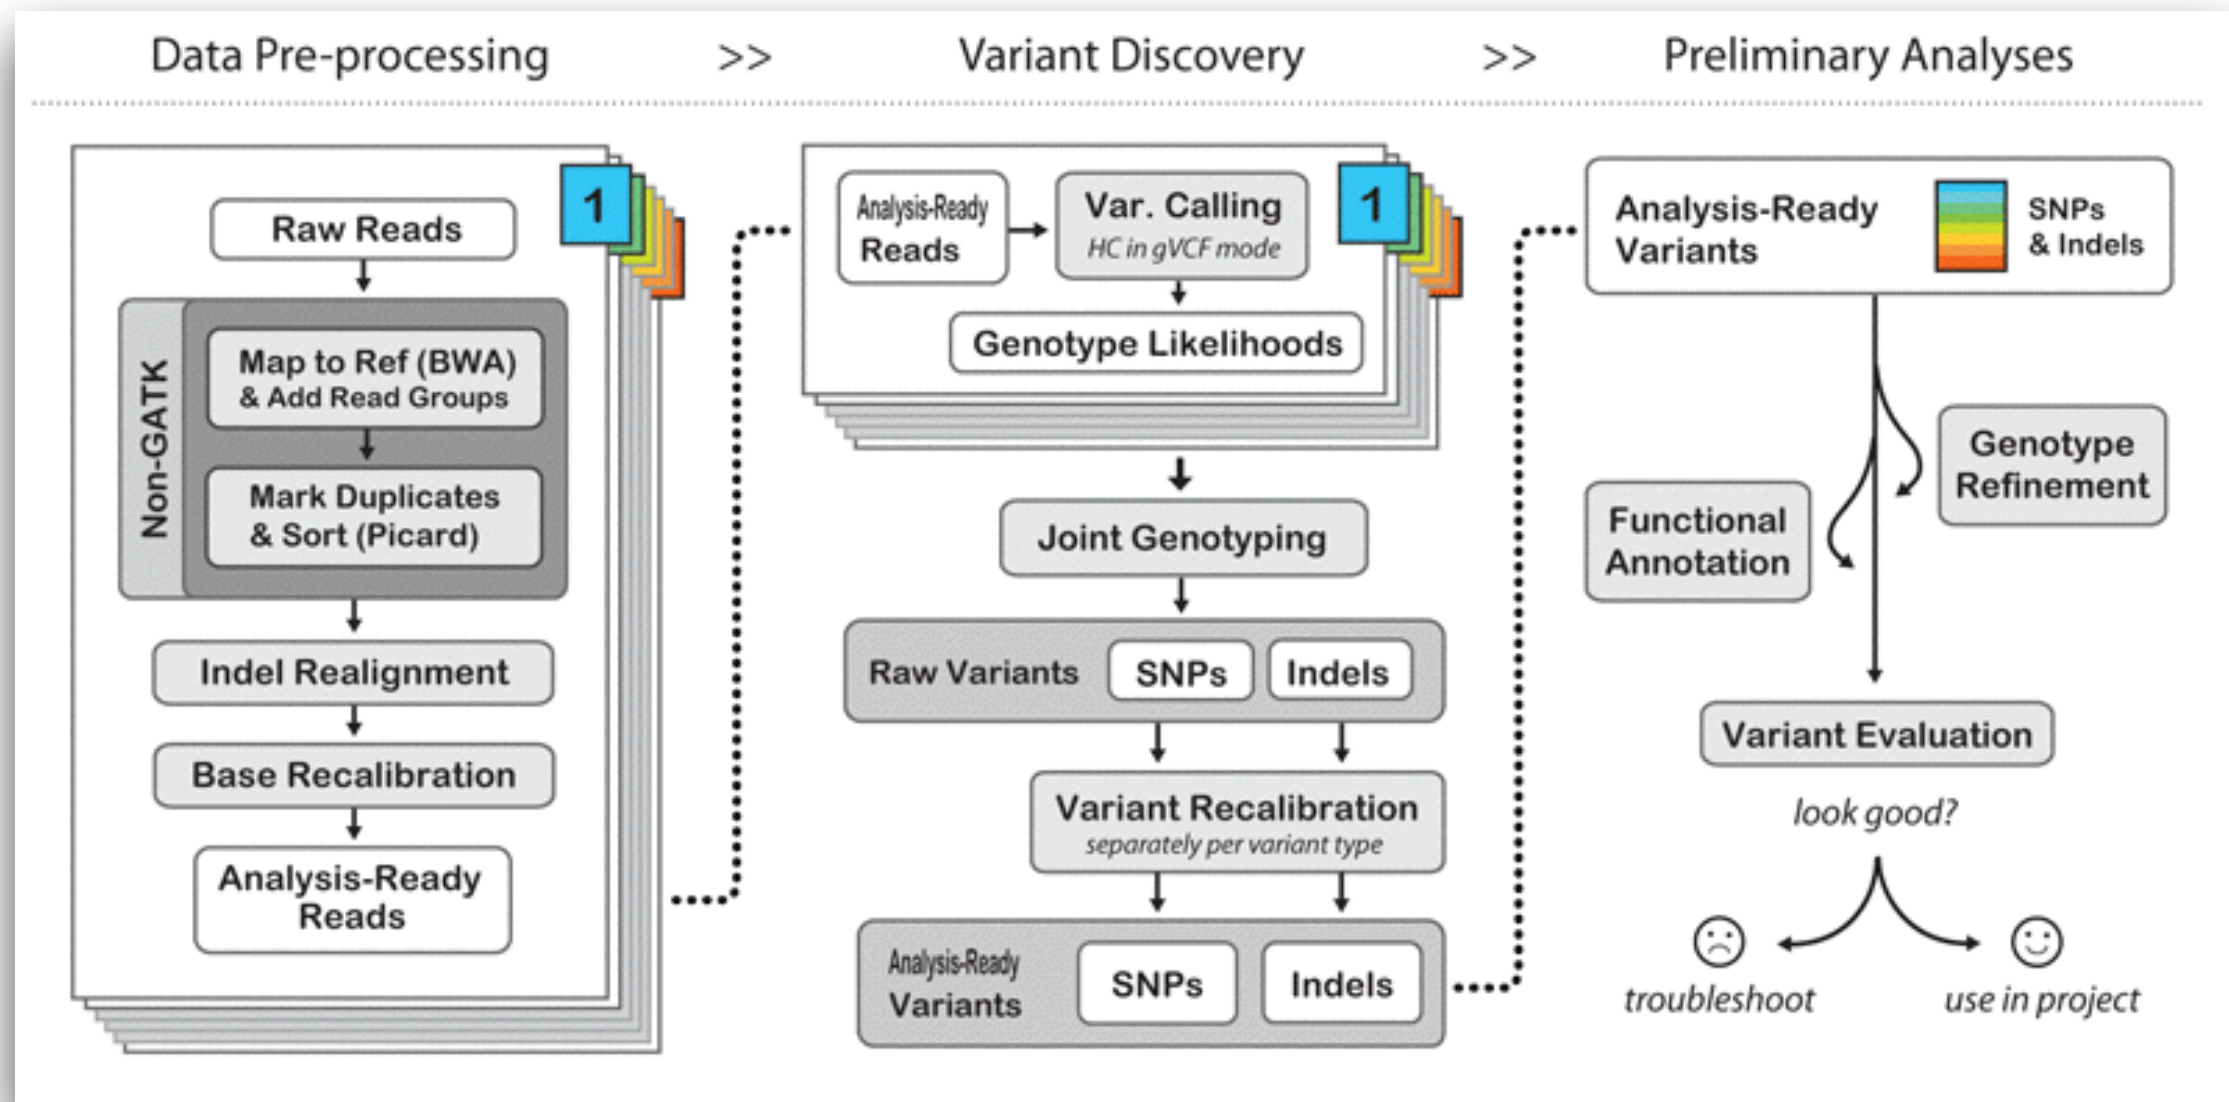 Data Pre-processing >> Variant Discovery >> Preliminary Analyses
1
Raw Reads
Non-GATK
Map to Ref (BWA)
& Add Read Groups
Mark Duplicates
& Sort (Picard)
Indel Realignment
Base Recalibration
Analysis-Ready
Reads
1
Analysis-Ready
Reads
Var. Calling
HC in gVCF mode
Genotype Likelihoods
Joint Genotyping
Raw Variants SNPs Indels
Variant Recalibration
separately per variant type
Analysis-Ready
Variants
SNPs Indels
Analysis-Ready
Variants
SNPs
& Indels
Genotype
Refinement
Functional
Annotation
Variant Evaluation
look good?
troubleshoot
use in project